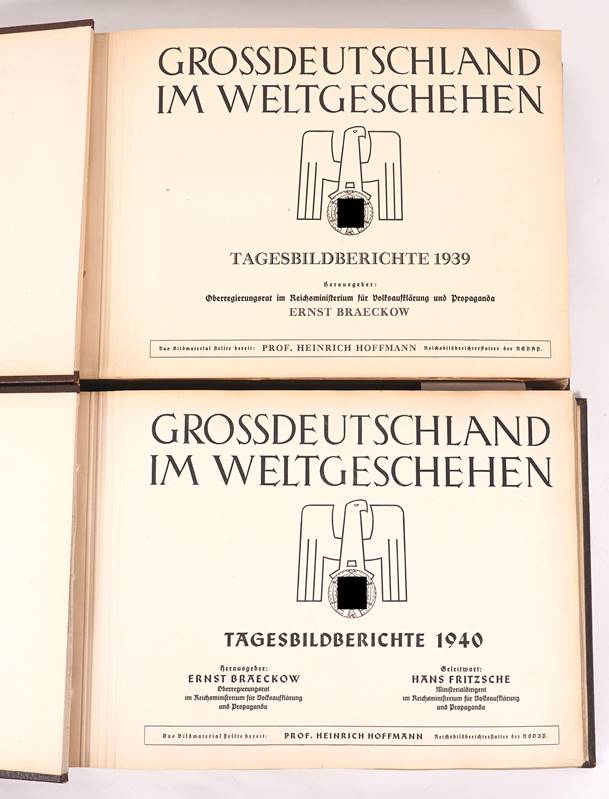 GROSSDEUTSCHLAND
IM WELTGESCHEHEN
TAGESBILDBERICHTE 1939
Herausgeber:
Oberregierungsrat im Reichsministerium für Volksaufklärung und Propaganda
ERNST BRAECKOW
Das Bildmaterial stellte bereit: PROF. HEINRICH HOFFMANN Reichsbildberichterstatter der NSDAP.
GROSSDEUTSCHLAND
IM WELTGESCHEHEN
TAGESBILDBERICHTE 1940
Herausgeber:
ERNST BRAECKOW
Oberregierungsrat
im Reichsministerium für Volksaufklärung
und Propaganda
Geleitwort:
HANS FRITZSCHE
Ministerialdirigent
im Reichsministerium für Volksaufklärung
und Propaganda
Das Bildmaterial stellte bereit: PROF. HEINRICH HOFFMANN Reichsbildberichterstatter der NSDAP.